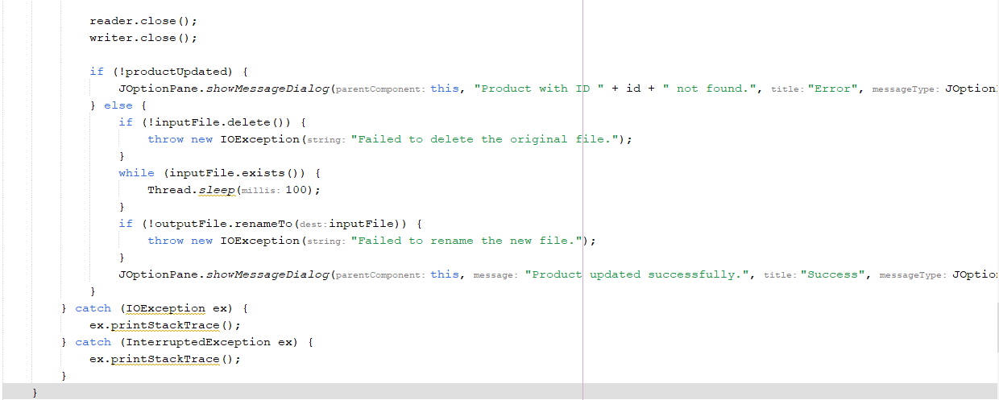 reader.close();
writer.close();
if (!productUpdated) {
JOptionPane.showMessageDialog(parentComponent: this, "Product with ID " + id + " not found.", title: "Error", messageType: JOption
} else {
if (!inputFile.delete()) {
throw new IOException(string: "Failed to delete the original file.");
}
while (inputFile.exists()) {
Thread.sleep(millis: 100);
}
if (!outputFile.renameTo(dest: inputFile)) {
throw new IOException(string: "Failed to rename the new file.");
}
JOptionPane.showMessageDialog(parentComponent: this, message: "Product updated successfully.", title: "Success", messageType: JOptio
}
} catch (IOException ex) {
ex.printStackTrace();
} catch (InterruptedException ex) {
ex.printStackTrace();
}
}